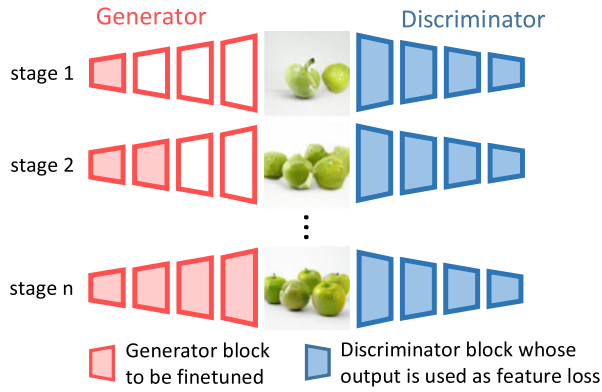 Generator
Discriminator
stage 1
stage 2
stage n
Generator block
to be finetuned
Discriminator block whose
output is used as feature loss